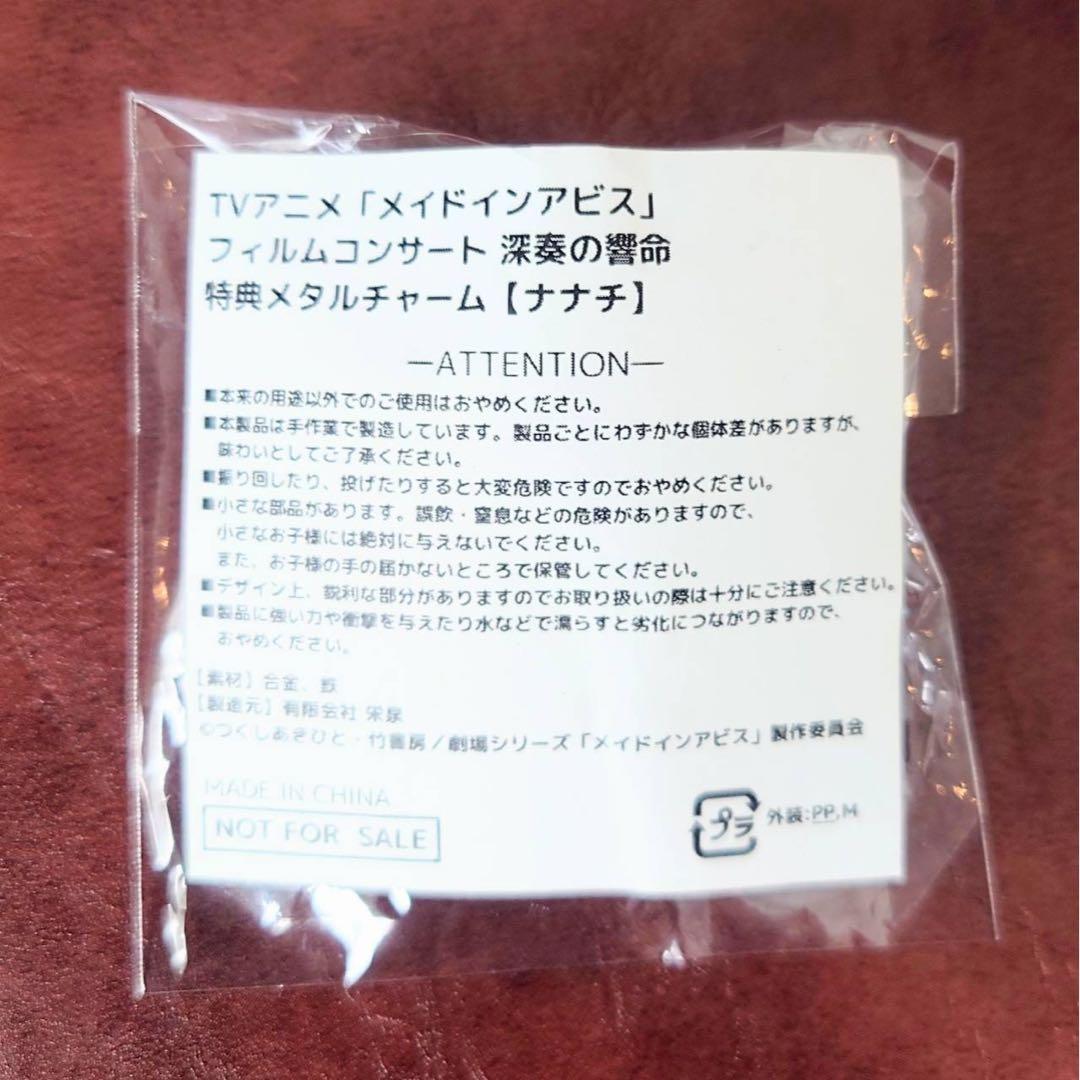 TVアニメ「メイドインアビス」
フィルムコンサート 深奏の響命
特典メタルチャーム【ナナチ】
—ATTENTION—
■本来の用途以外でのご使用はおやめください。
■本製品は手作業で製造しています。製品ごとにわずかな個体差がありますが、
味わいとしてご了承ください。
■振り回したり、投げたりすると大変危険ですのでおやめください。
■小さな部品があります。誤飲・窒息などの危険がありますので、
小さなお子様には絶対に与えないでください。
また、お子様の手の届かないところで保管してください。
■デザイン上、鋭利な部分がありますのでお取り扱いの際は十分にご注意ください。
■製品に強い力や衝撃を与えたり水などで濡らすと劣化につながりますので、
おやめください。
【素材】合金、鉄
【製造元】有限会社 栄泉
©つくしあきひと・竹書房／劇場シリーズ「メイドインアビス」製作委員会
MADE IN CHINA
NOT FOR SALE
プラ 外装:PP,M